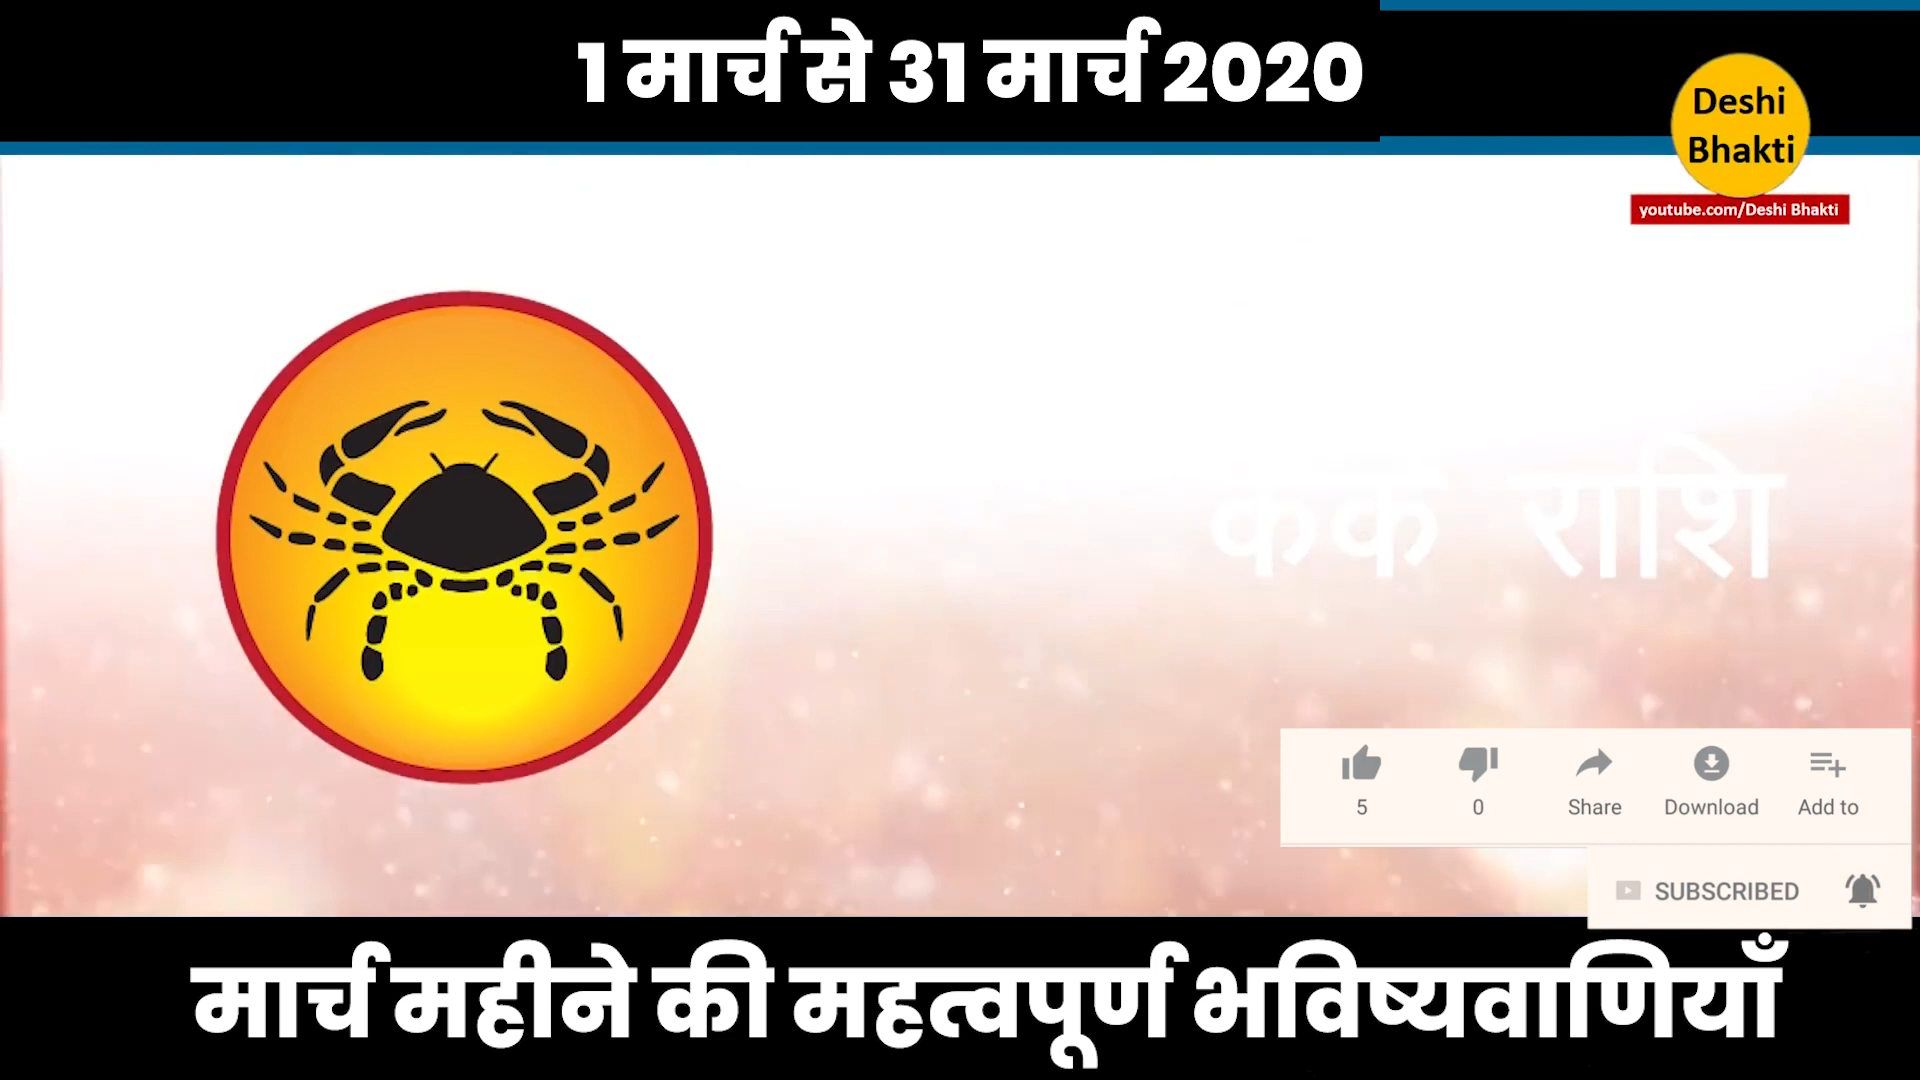 1 मार्च से 31 मार्च 2020
Deshi
Bhakti
youtube.com/Deshi Bhakti
कर्क राशि
5
0
Share
Download
Add to
SUBSCRIBED
मार्च महीने की महत्वपूर्ण भविष्यवाणियाँ